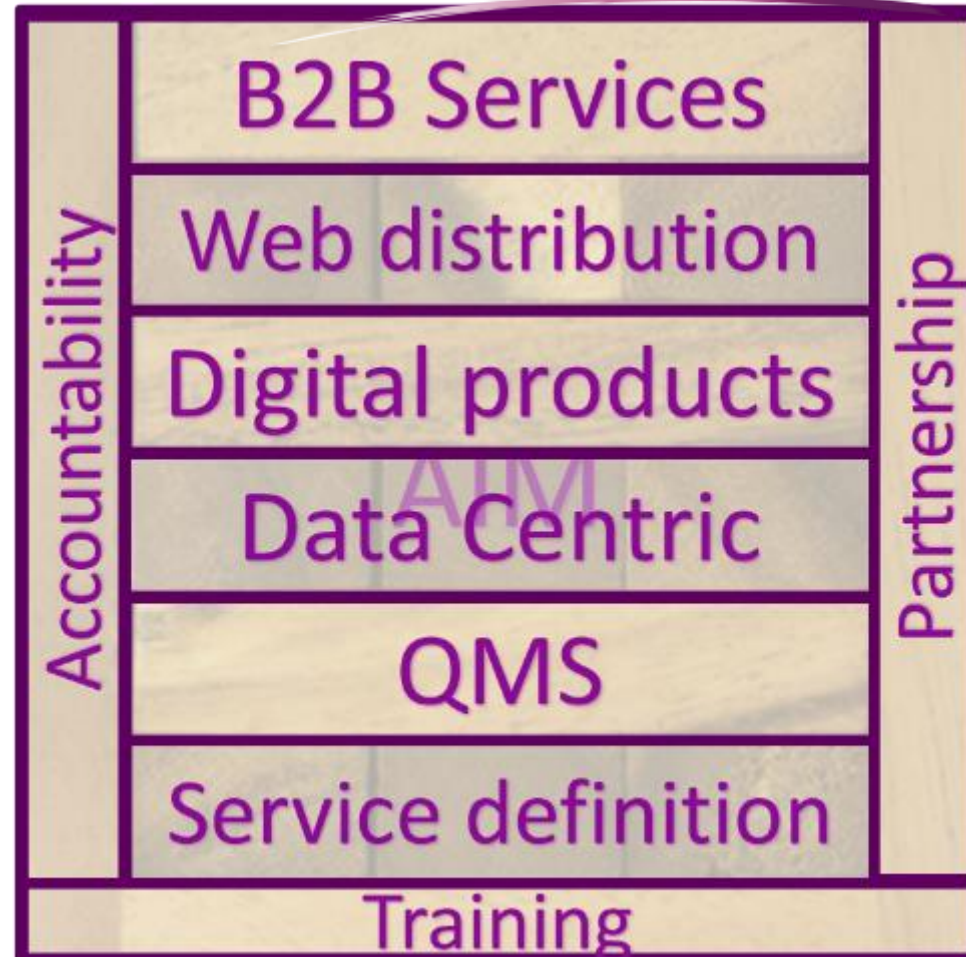 B2B Services
Web distribution
Digital products
AIM
Data Centric
QMS
Service definition
Accountability
Partnership
Training